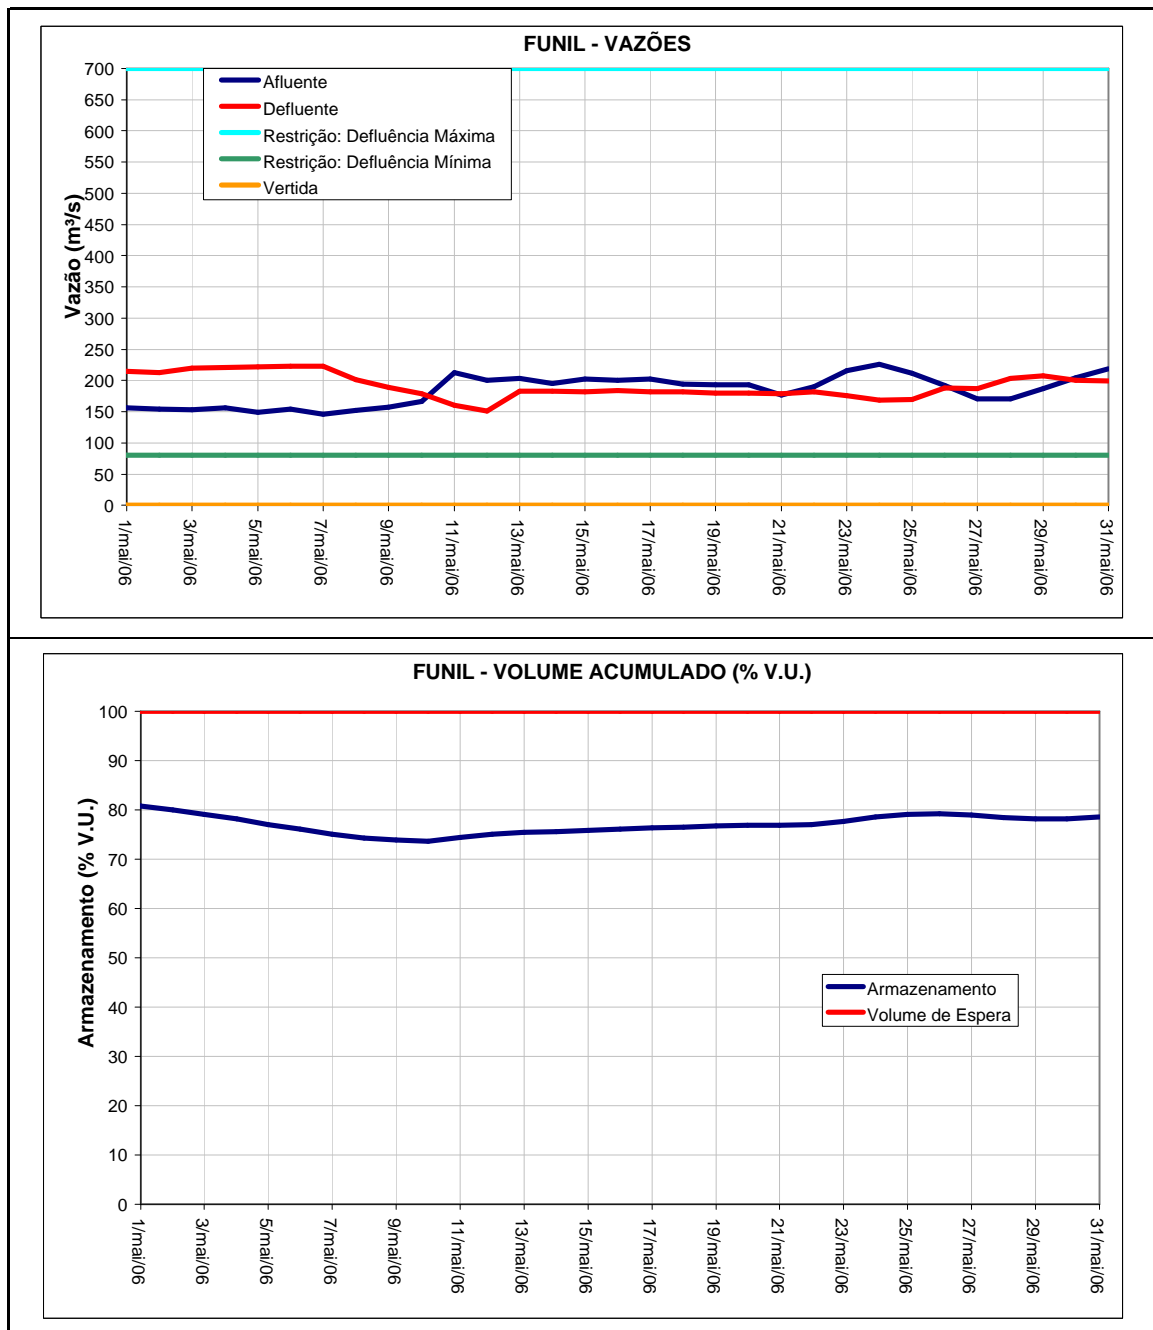 FUNIL - VAZÕES
Vazão (m³/s)
700
650
600
550
500
450
400
350
300
250
200
150
100
50
0
Afluente
Defluente
Restrição: Defluência Máxima
Restrição: Defluência Mínima
Vertida
1/mai/06
3/mai/06
5/mai/06
7/mai/06
9/mai/06
11/mai/06
13/mai/06
15/mai/06
17/mai/06
19/mai/06
21/mai/06
23/mai/06
25/mai/06
27/mai/06
29/mai/06
31/mai/06
FUNIL - VOLUME ACUMULADO (% V.U.)
Armazenamento (% V.U.)
100
90
80
70
60
50
40
30
20
10
0
Armazenamento
Volume de Espera
1/mai/06
3/mai/06
5/mai/06
7/mai/06
9/mai/06
11/mai/06
13/mai/06
15/mai/06
17/mai/06
19/mai/06
21/mai/06
23/mai/06
25/mai/06
27/mai/06
29/mai/06
31/mai/06